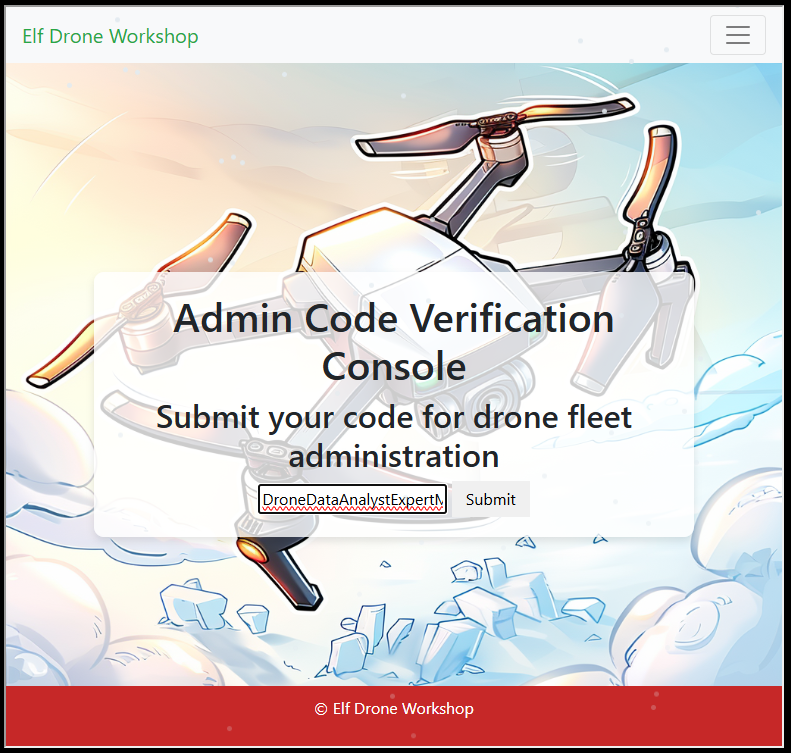 Elf Drone Workshop
Admin Code Verification
Console
Submit your code for drone fleet
administration
DroneDataAnalystExpertM
Submit
© Elf Drone Workshop